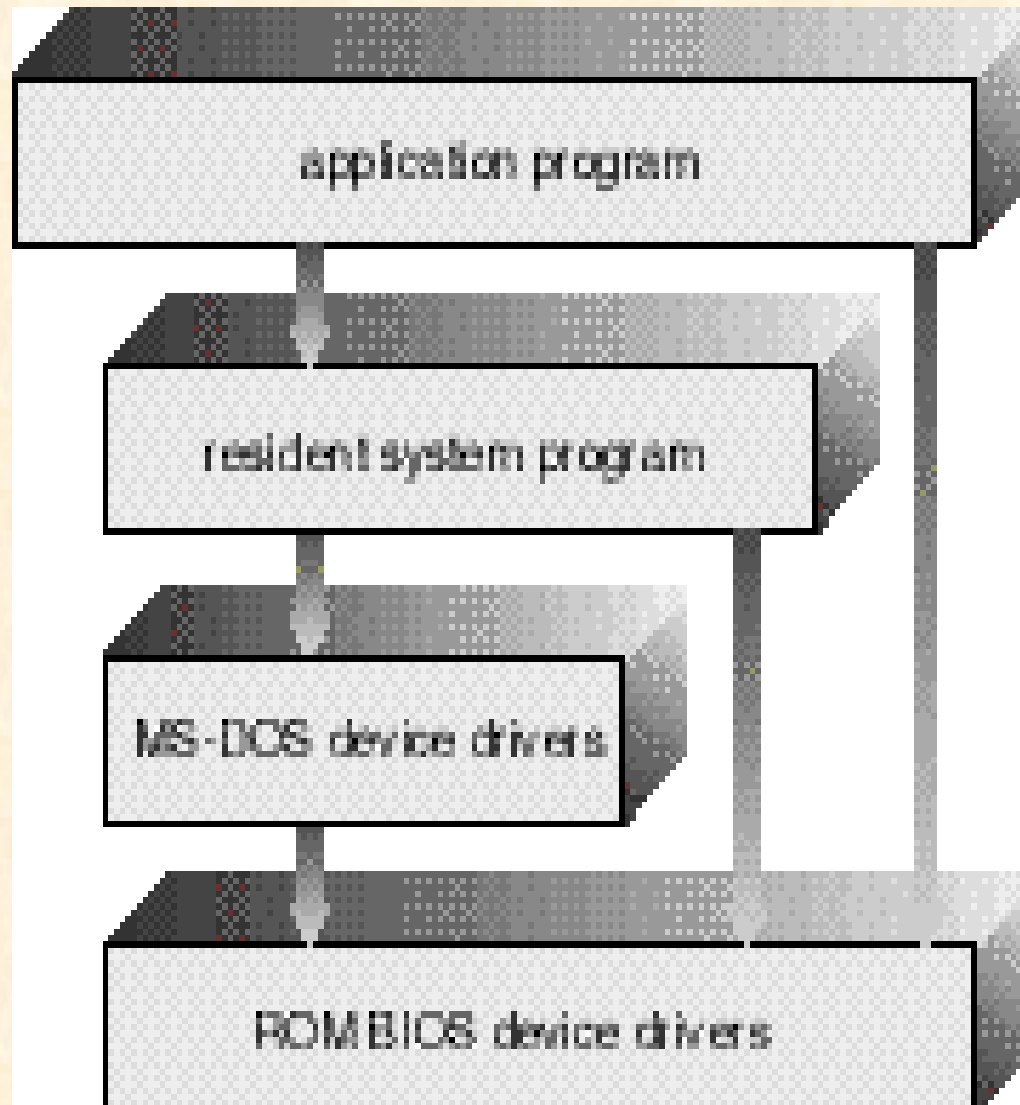 application program
resident system program
MS-DOS device drivers
ROM BIOS device drivers